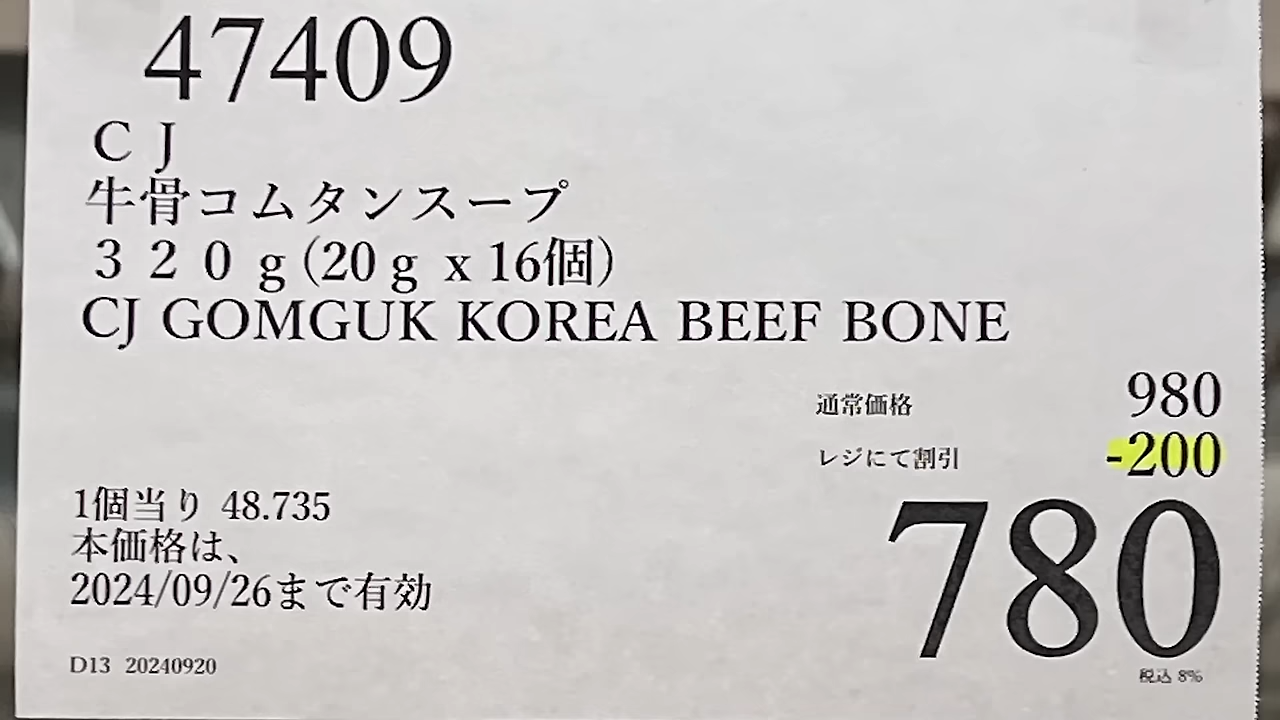 47409
ＣＪ
牛骨コムタンスープ
３２０ｇ(20ｇ x 16個)
CJ GOMGUK KOREA BEEF BONE
通常価格 980
レジにて割引 -200
780
税込 8%
1個当り 48.735
本価格は、
2024/09/26まで有効
D13 20240920